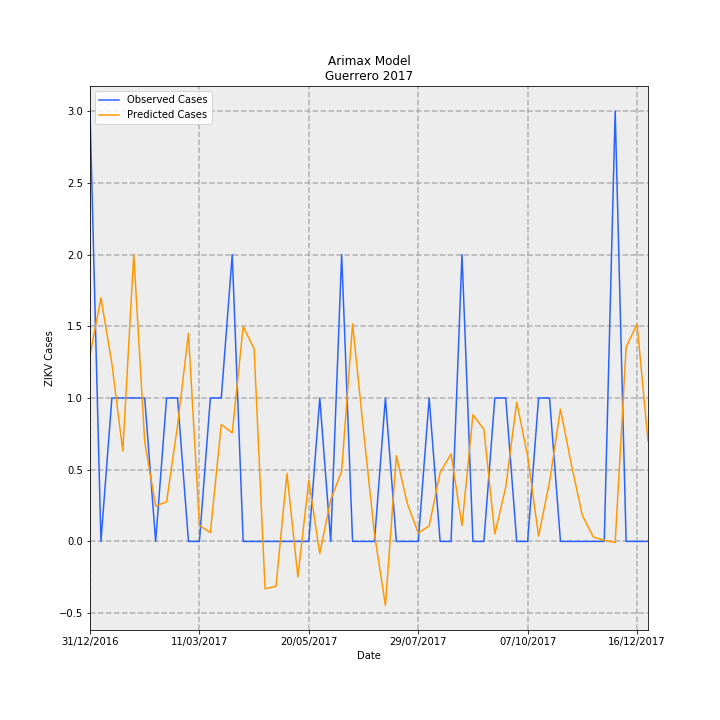 Arimax Model
Guerrero 2017
Observed Cases
Predicted Cases
3.0
2.5
2.0
1.5
1.0
0.5
0.0
−0.5
ZIKV Cases
31/12/2016 11/03/2017 20/05/2017 29/07/2017 07/10/2017 16/12/2017
Date